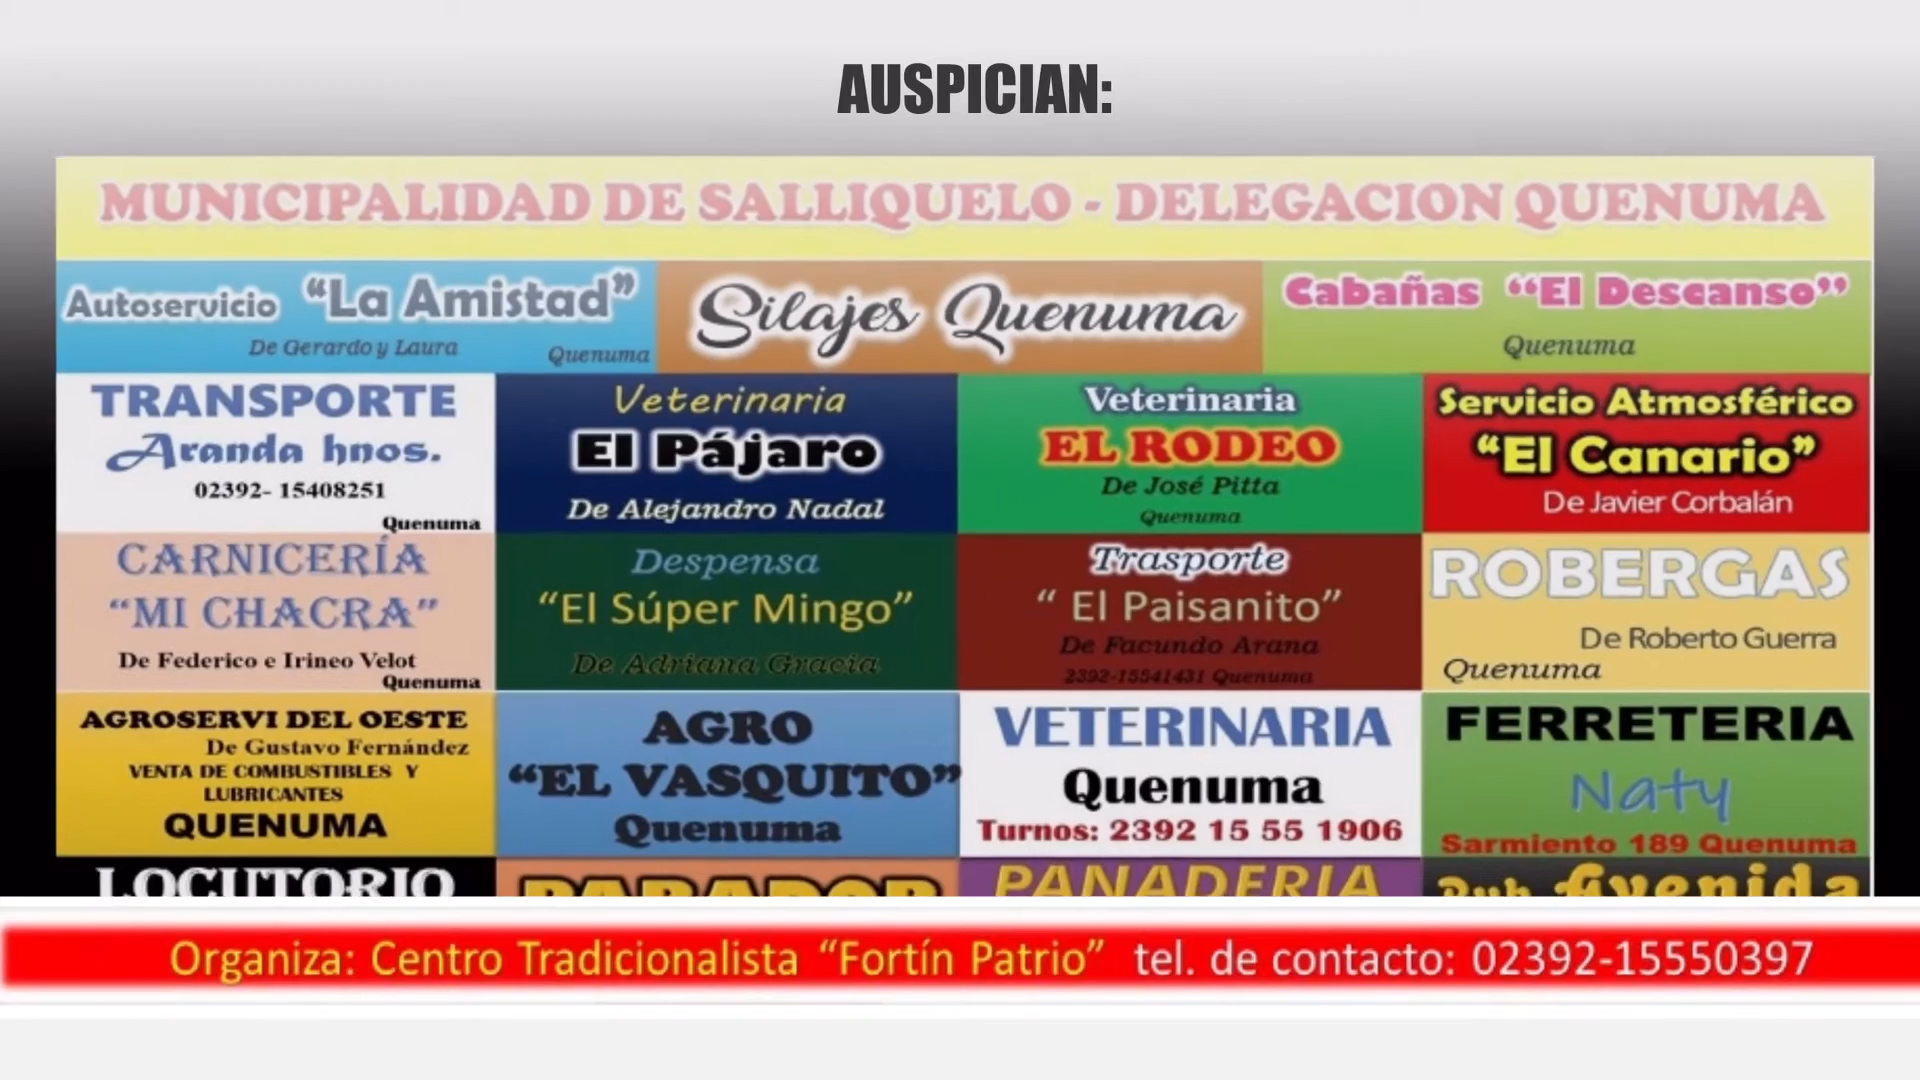 AUSPICIAN:
MUNICIPALIDAD DE SALLIQUELO - DELEGACION QUENUMA
Autoservicio “La Amistad”
De Gerardo y Laura
Quenuma
Silajes Quenuma
Cabañas “El Descanso”
Quenuma
TRANSPORTE
Aranda hnos.
02392- 15408251
Quenuma
Veterinaria
El Pájaro
De Alejandro Nadal
Veterinaria
EL RODEO
De José Pitta
Quenuma
Servicio Atmosférico
“El Canario”
De Javier Corbalán
CARNICERÍA
“MI CHACRA”
De Federico e Irineo Velot
Quenuma
Despensa
“El Súper Mingo”
De Adriana Gracia
Trasporte
“ El Paisanito”
De Facundo Arana
2392-15541431 Quenuma
ROBERGAS
De Roberto Guerra
Quenuma
AGROSERVI DEL OESTE
De Gustavo Fernández
VENTA DE COMBUSTIBLES Y
LUBRICANTES
QUENUMA
AGRO
“EL VASQUITO”
Quenuma
VETERINARIA
Quenuma
Turnos: 2392 15 55 1906
FERRETERIA
Naty
Sarmiento 189 Quenuma
LOCUTORIO
PARADOR
PANADERIA
Pub Avenida
Organiza: Centro Tradicionalista “Fortín Patrio” tel. de contacto: 02392-15550397